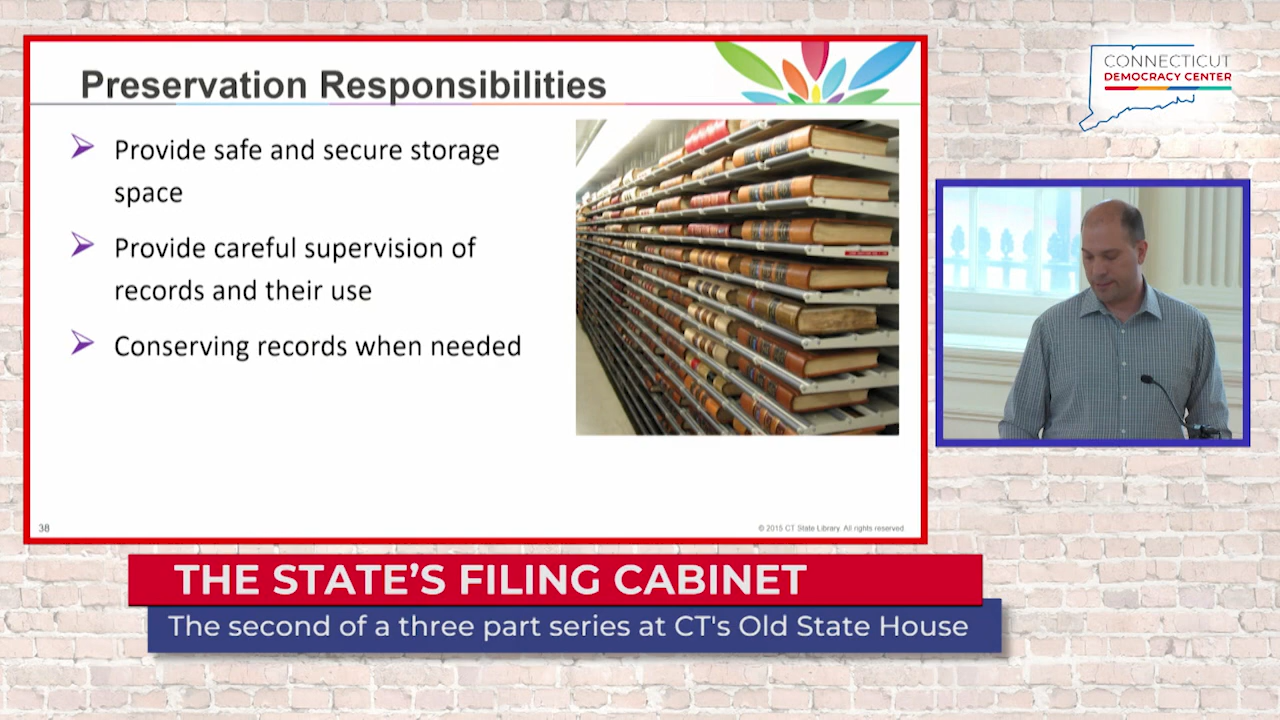 Preservation Responsibilities
Provide safe and secure storage
space
Provide careful supervision of
records and their use
Conserving records when needed
38
© 2015 CT State Library. All rights reserved
CONNECTICUT
DEMOCRACY CENTER
THE STATE'S FILING CABINET
The second of a three part series at CT's Old State House